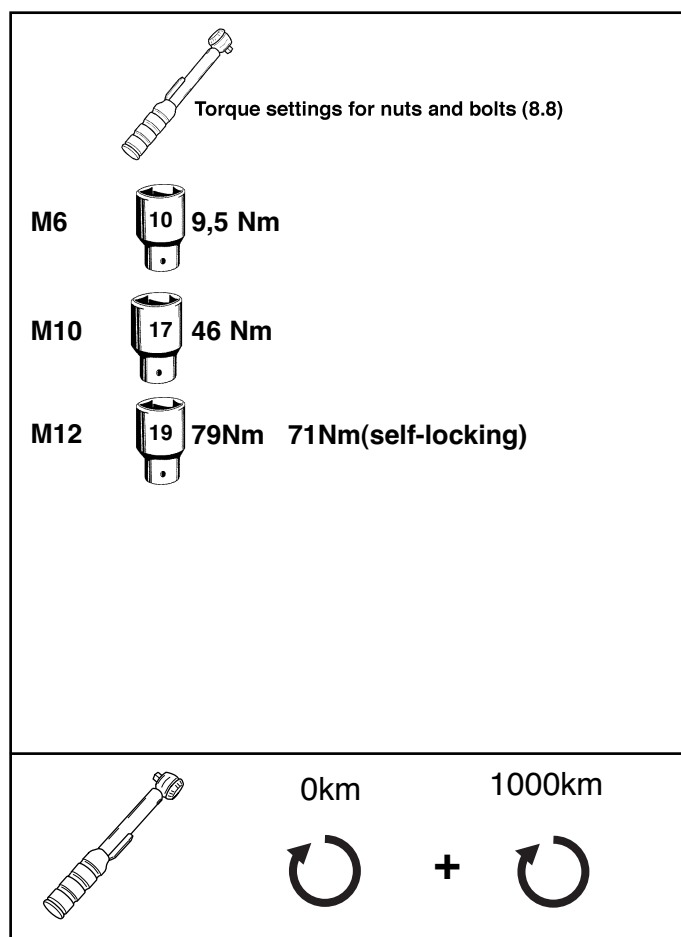 Torque settings for nuts and bolts (8.8)
M6 10 9,5 Nm
M10 17 46 Nm
M12 19 79Nm 71Nm(self-locking)
0km 1000km
+